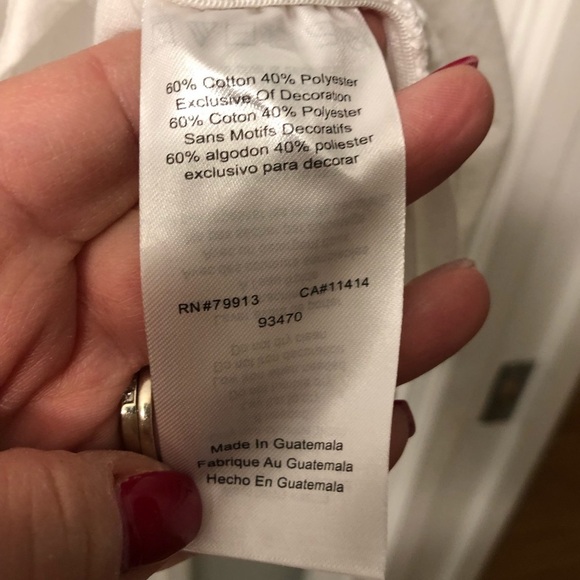 60% Cotton 40% Polyester
Exclusive Of Decoration
60% Coton 40% Polyester
Sans Motifs Decoratifs
60% algodon 40% poliester
exclusivo para decorar
RN#79913 CA#11414
93470
Made In Guatemala
Fabrique Au Guatemala
Hecho En Guatemala